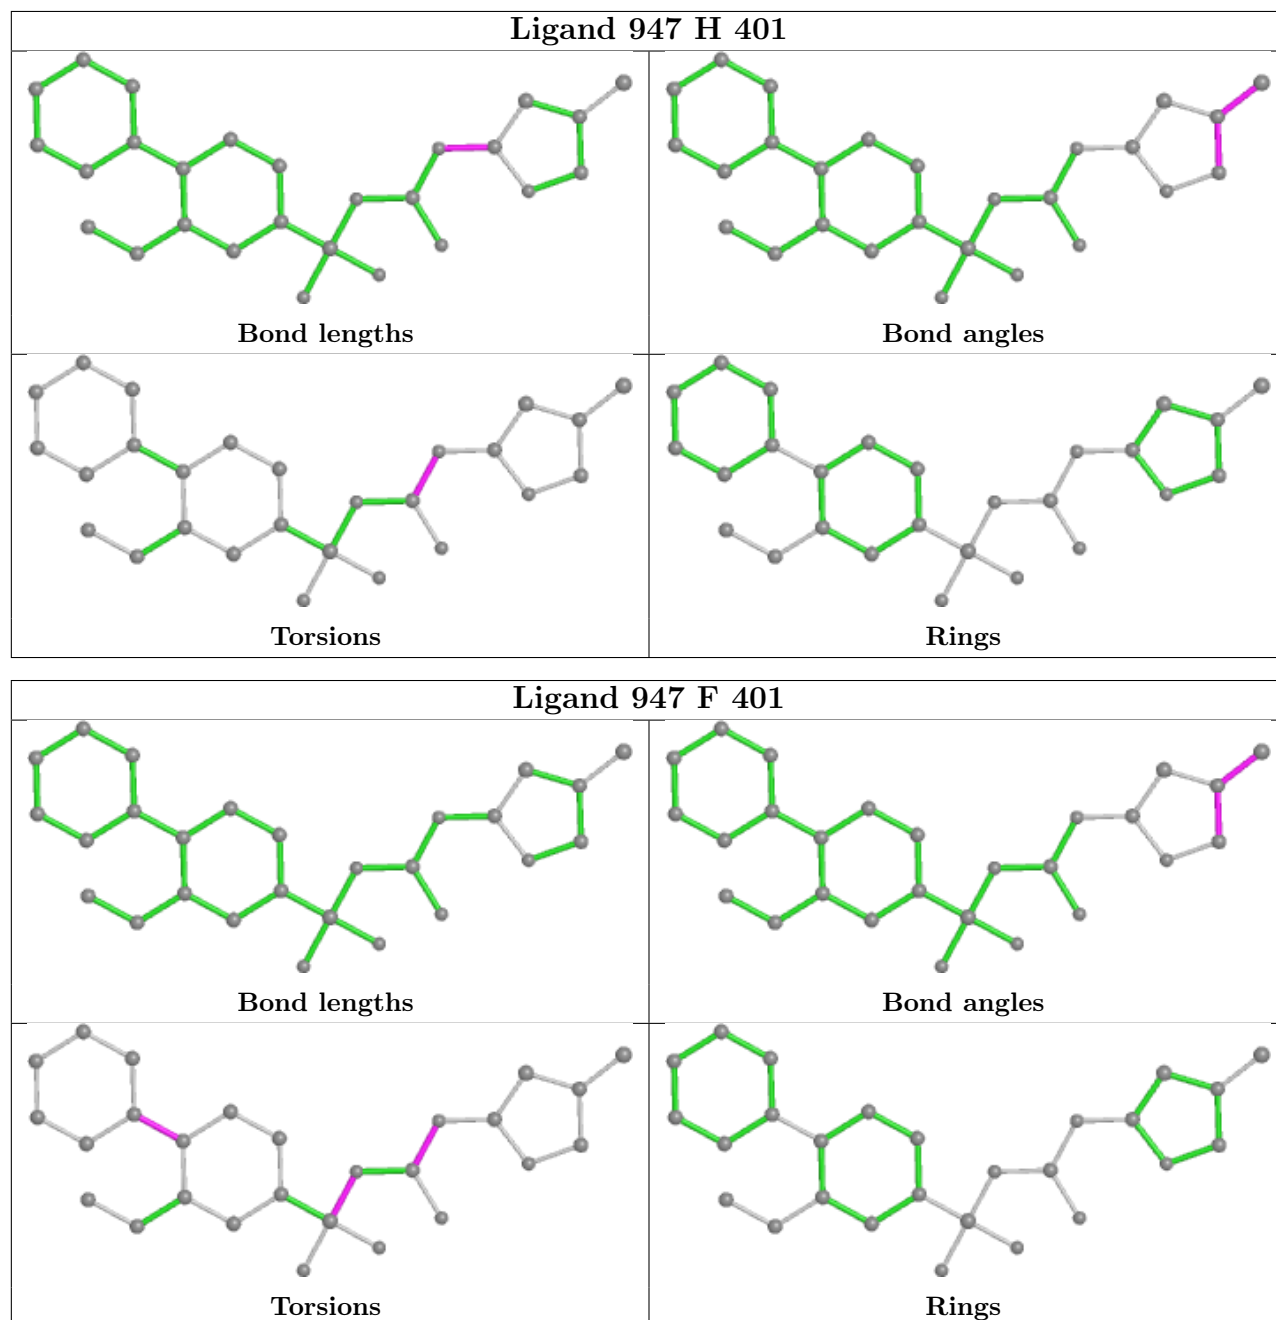 Ligand 947 H 401
Bond lengths
Bond angles
Torsions
Rings
Ligand 947 F 401
Bond lengths
Bond angles
Torsions
Rings